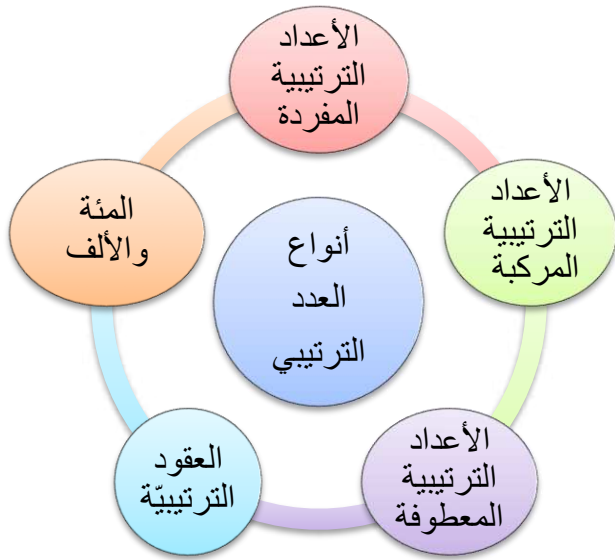 الأعداد
الترتيبية
المفردة
الأعداد
الترتيبية
المركبة
الأعداد
الترتيبية
المعطوفة
العقود
الترتيبيّة
المئة
والألف
أنواع
العدد
الترتيبي